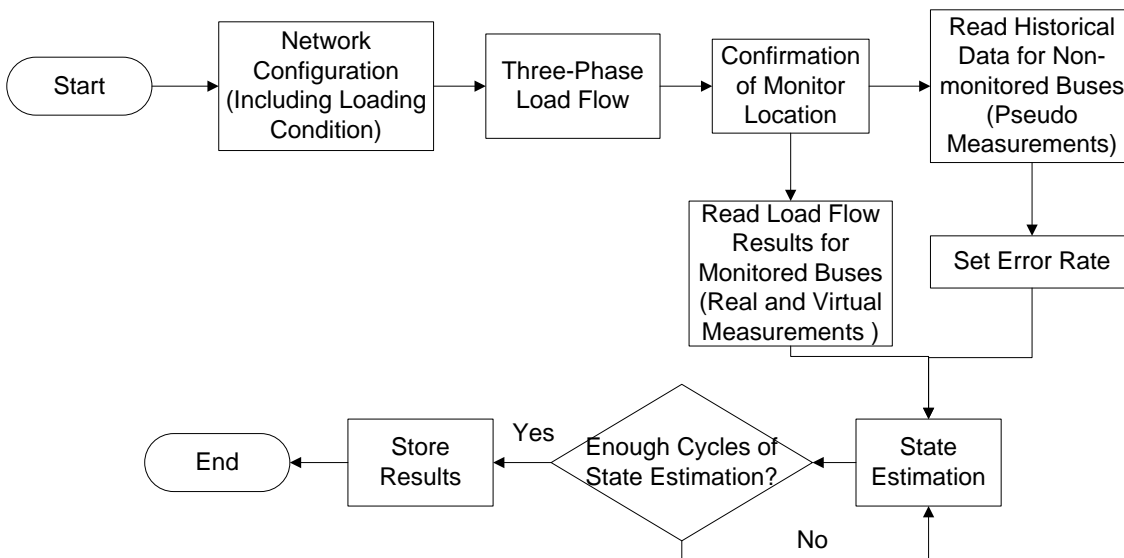 Start
Network
Configuration
(Including Loading
Condition)
Three-Phase
Load Flow
Confirmation
of Monitor
Location
Read Historical
Data for Non-
monitored Buses
(Pseudo
Measurements)
Read Load Flow
Results for
Monitored Buses
(Real and Virtual
Measurements )
Set Error Rate
State
Estimation
Enough Cycles of
State Estimation?
Yes
No
Store
Results
End